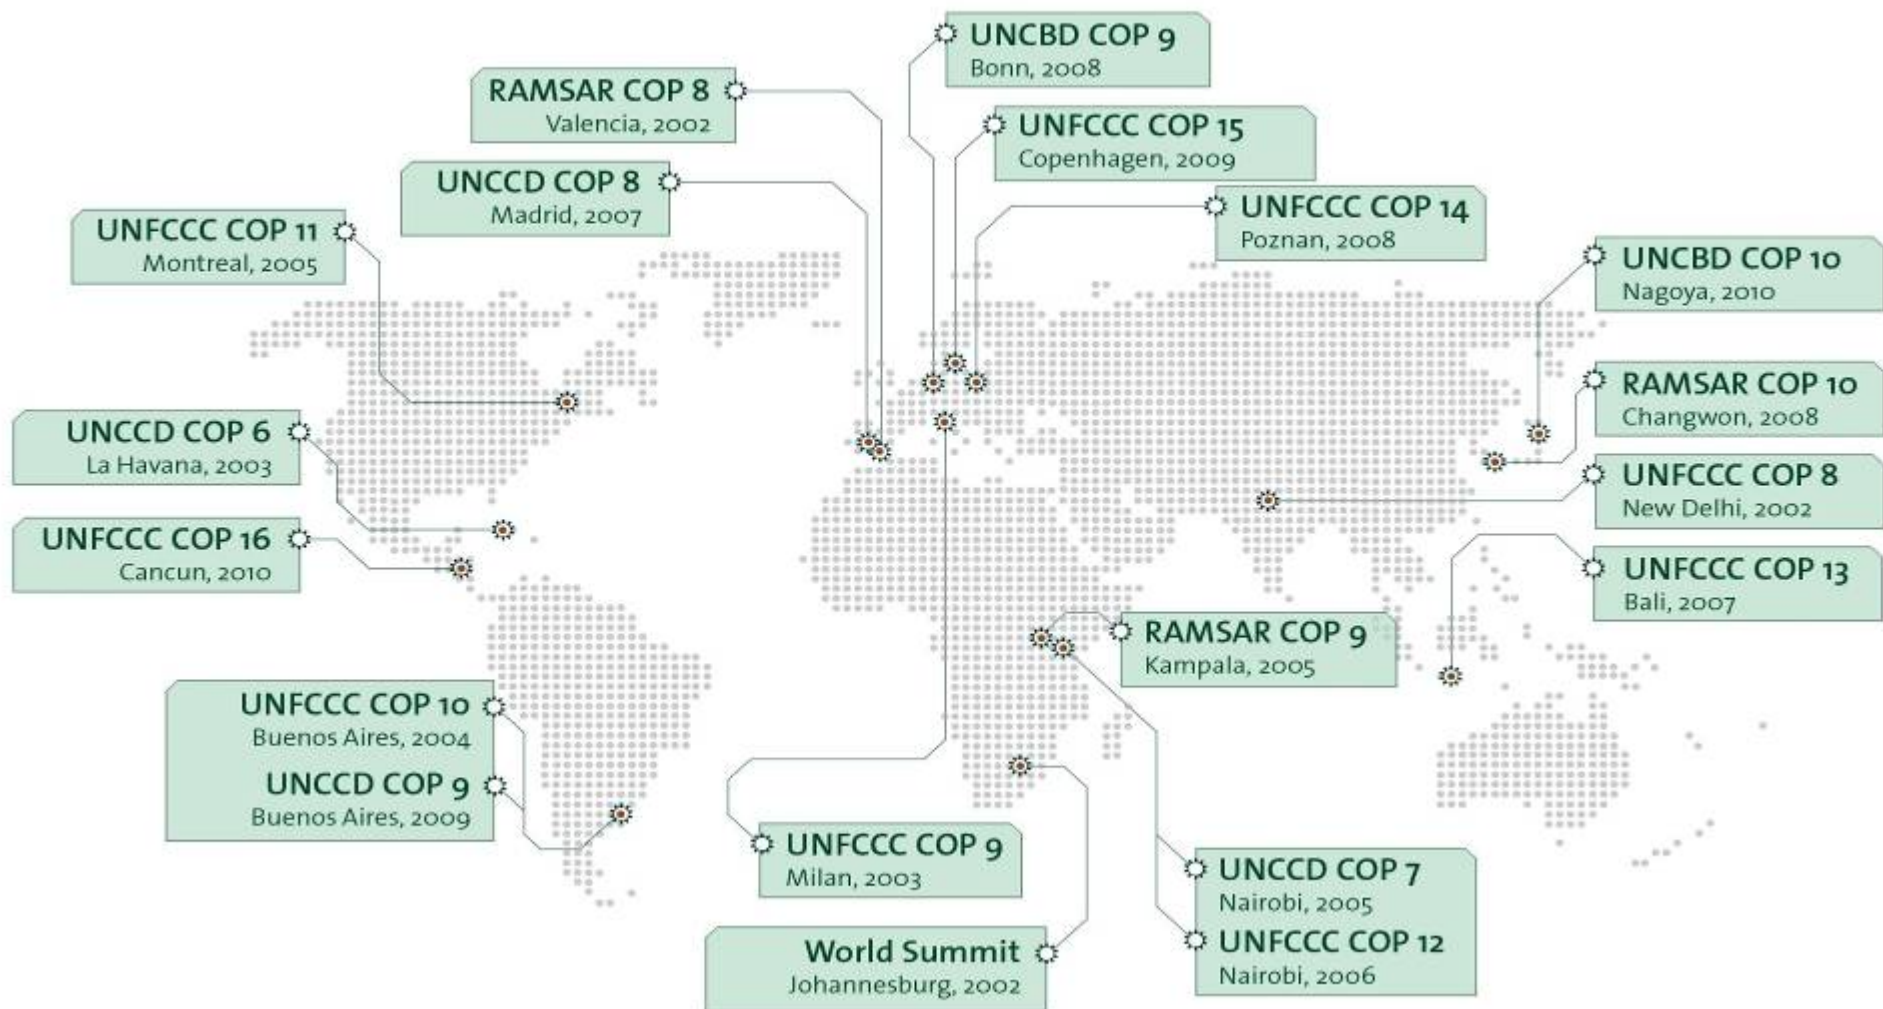 UNCBD COP 9
Bonn, 2008
RAMSAR COP 8
Valencia, 2002
UNFCCC COP 15
Copenhagen, 2009
UNCCD COP 8
Madrid, 2007
UNFCCC COP 14
Poznan, 2008
UNFCCC COP 11
Montreal, 2005
UNCBD COP 10
Nagoya, 2010
RAMSAR COP 10
Changwon, 2008
UNCCD COP 6
La Havana, 2003
UNFCCC COP 8
New Delhi, 2002
UNFCCC COP 16
Cancun, 2010
UNFCCC COP 13
Bali, 2007
RAMSAR COP 9
Kampala, 2005
UNFCCC COP 10
Buenos Aires, 2004
UNCCD COP 9
Buenos Aires, 2009
UNFCCC COP 9
Milan, 2003
UNCCD COP 7
Nairobi, 2005
UNFCCC COP 12
Nairobi, 2006
World Summit
Johannesburg, 2002